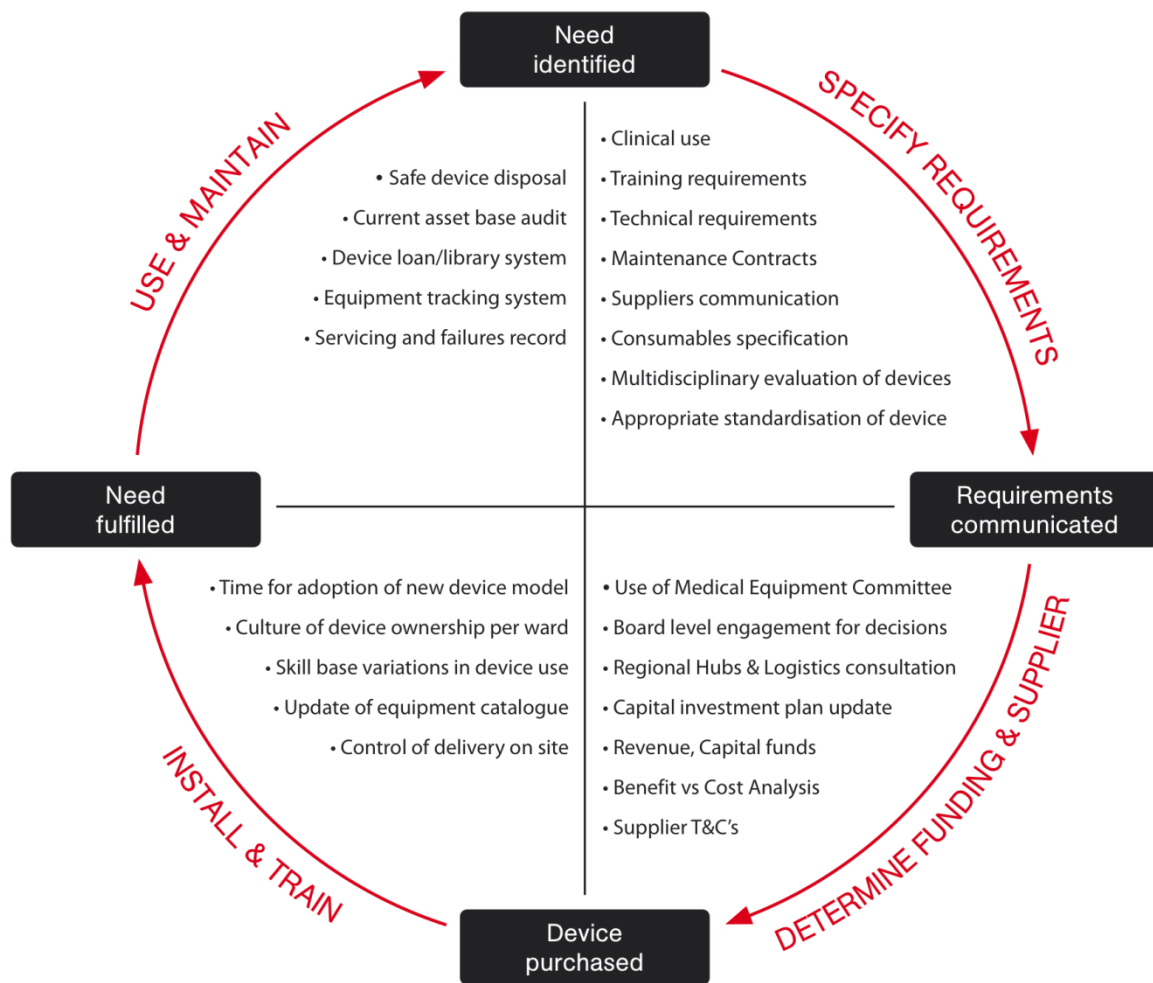 Need
identified
SPECIFY REQUIREMENTS
• Clinical use
• Training requirements
• Technical requirements
• Maintenance Contracts
• Suppliers communication
• Consumables specification
• Multidisciplinary evaluation of devices
• Appropriate standardisation of device
Requirements
communicated
DETERMINE FUNDING & SUPPLIER
• Use of Medical Equipment Committee
• Board level engagement for decisions
• Regional Hubs & Logistics consultation
• Capital investment plan update
• Revenue, Capital funds
• Benefit vs Cost Analysis
• Supplier T&C’s
Device
purchased
INSTALL & TRAIN
• Time for adoption of new device model
• Culture of device ownership per ward
• Skill base variations in device use
• Update of equipment catalogue
• Control of delivery on site
Need
fulfilled
USE & MAINTAIN
• Safe device disposal
• Current asset base audit
• Device loan/library system
• Equipment tracking system
• Servicing and failures record